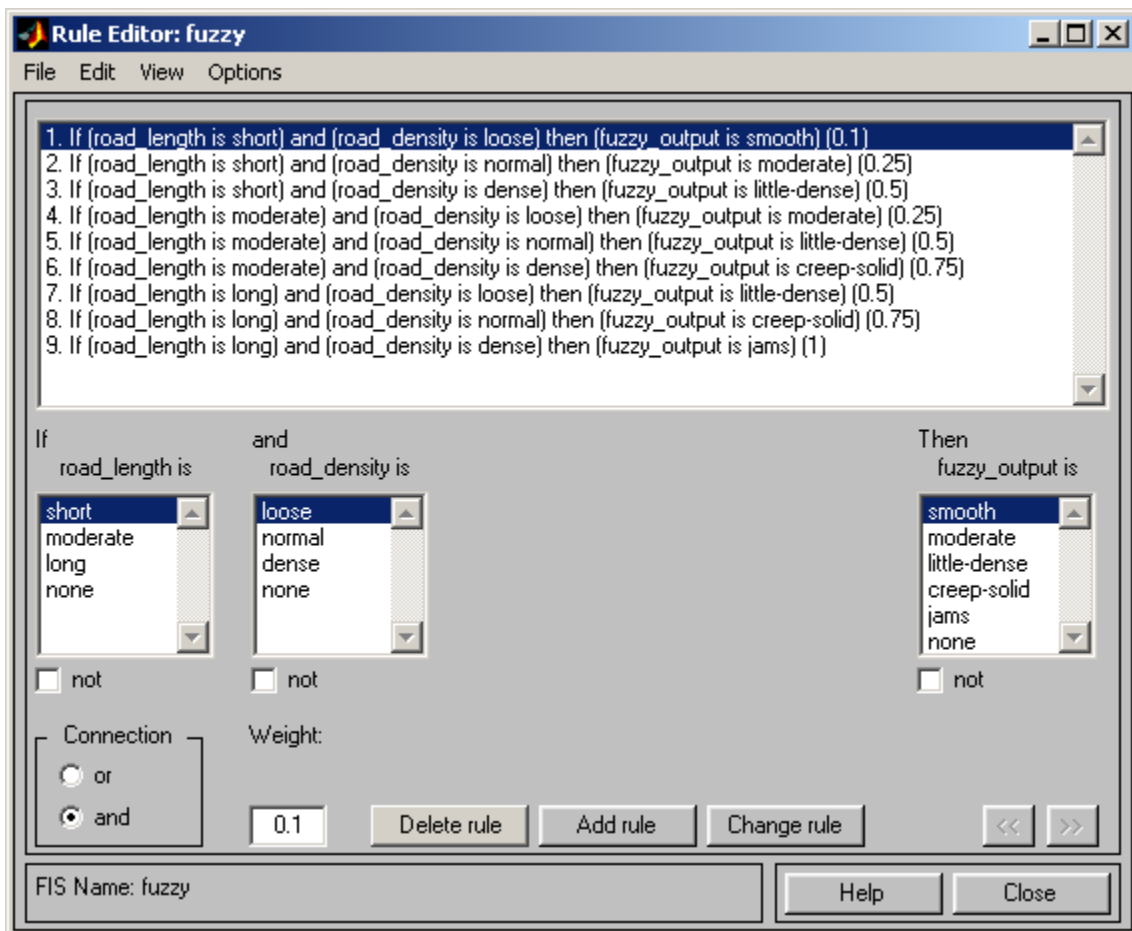 Rule Editor: fuzzy
File Edit View Options
1. If (road_length is short) and (road_density is loose) then (fuzzy_output is smooth) (0.1)
2. If (road_length is short) and (road_density is normal) then (fuzzy_output is moderate) (0.25)
3. If (road_length is short) and (road_density is dense) then (fuzzy_output is little-dense) (0.5)
4. If (road_length is moderate) and (road_density is loose) then (fuzzy_output is moderate) (0.25)
5. If (road_length is moderate) and (road_density is normal) then (fuzzy_output is little-dense) (0.5)
6. If (road_length is moderate) and (road_density is dense) then (fuzzy_output is creep-solid) (0.75)
7. If (road_length is long) and (road_density is loose) then (fuzzy_output is little-dense) (0.5)
8. If (road_length is long) and (road_density is normal) then (fuzzy_output is creep-solid) (0.75)
9. If (road_length is long) and (road_density is dense) then (fuzzy_output is jams) (1)
If
road_length is
short
moderate
long
none
not
and
road_density is
loose
normal
dense
none
not
Then
fuzzy_output is
smooth
moderate
little-dense
creep-solid
jams
none
not
Connection
or
and
Weight:
0.1
Delete rule
Add rule
Change rule
<<
>>
FIS Name: fuzzy
Help
Close